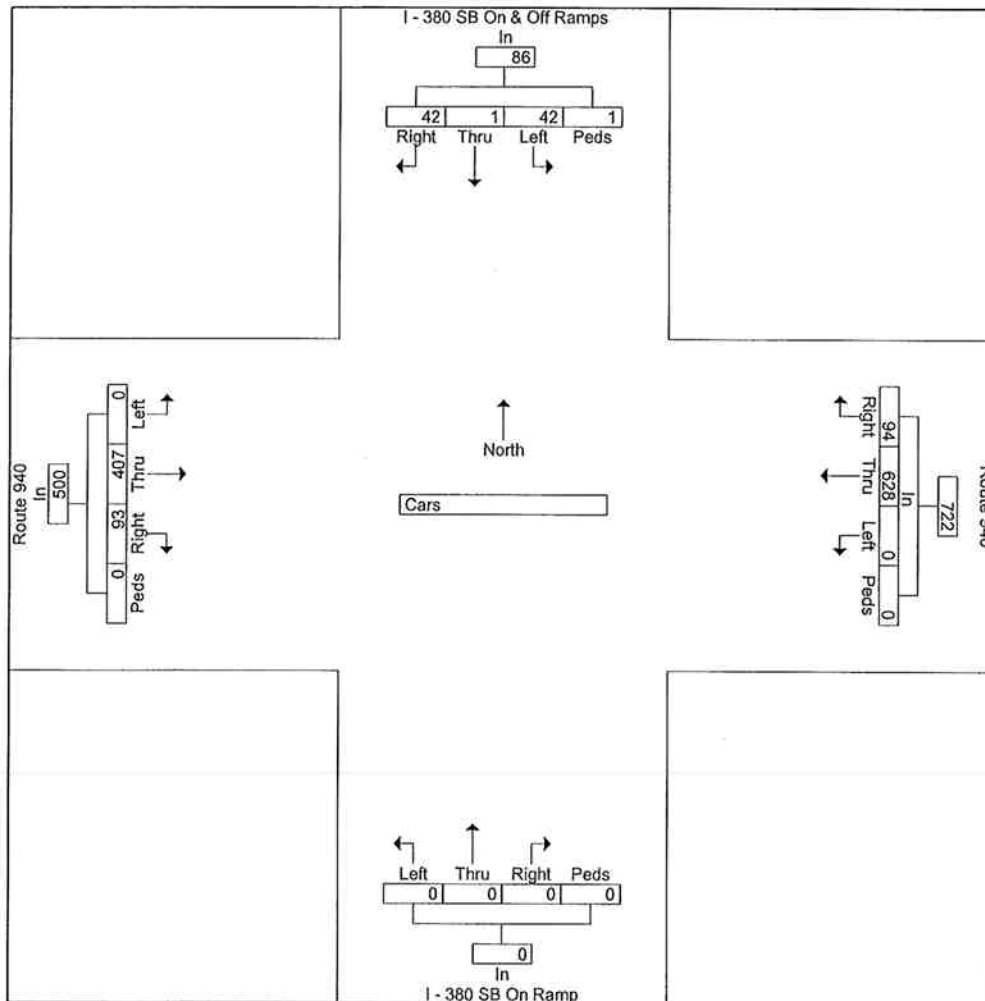 I - 380 SB On & Off Ramps
In
86
42 1 42 1
Right Thru Left Peds
Route 940
In
500
0 407 93 0
Left Thru Right Peds
North
Cars
Right Thru Left Peds
94 628 0 0
In
722
Route
Left Thru Right Peds
0 0 0 0
0
In
I - 380 SB On Ramp